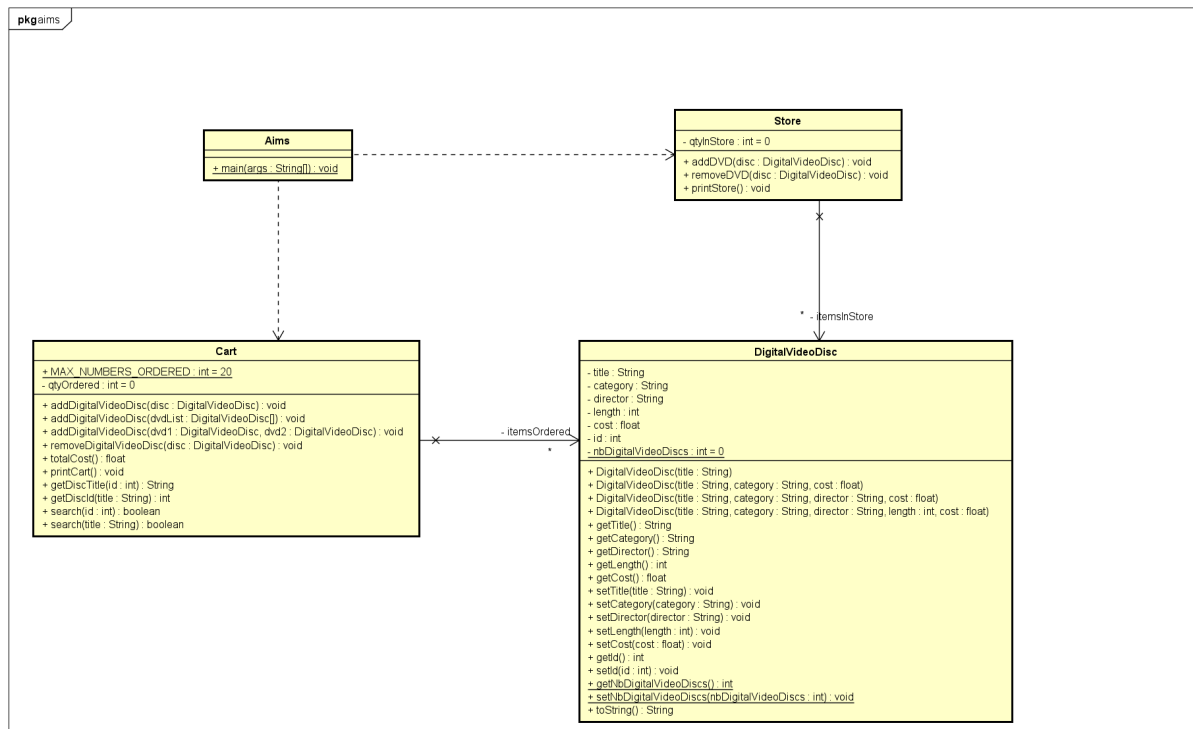 pkg aims
Aims
+ main(args : String[]) : void
Store
- qtyInStore : int = 0
+ addDVD(disc : DigitalVideoDisc) : void
+ removeDVD(disc : DigitalVideoDisc) : void
+ printStore() : void
* - itemsInStore
Cart
+ MAX_NUMBERS_ORDERED : int = 20
- qtyOrdered : int = 0
+ addDigitalVideoDisc(disc : DigitalVideoDisc) : void
+ addDigitalVideoDisc(dvdList : DigitalVideoDisc[]) : void
+ addDigitalVideoDisc(dvd1 : DigitalVideoDisc, dvd2 : DigitalVideoDisc) : void
+ removeDigitalVideoDisc(disc : DigitalVideoDisc) : void
+ totalCost() : float
+ printCart() : void
+ getDiscTitle(id : int) : String
+ getDiscId(title : String) : int
+ search(id : int) : boolean
+ search(title : String) : boolean
- itemsOrdered
*
DigitalVideoDisc
- title : String
- category : String
- director : String
- length : int
- cost : float
- id : int
- nbDigitalVideoDiscs : int = 0
+ DigitalVideoDisc(title : String)
+ DigitalVideoDisc(title : String, category : String, cost : float)
+ DigitalVideoDisc(title : String, category : String, director : String, cost : float)
+ DigitalVideoDisc(title : String, category : String, director : String, length : int, cost : float)
+ getTitle() : String
+ getCategory() : String
+ getDirector() : String
+ getLength() : int
+ getCost() : float
+ setTitle(title : String) : void
+ setCategory(category : String) : void
+ setDirector(director : String) : void
+ setLength(length : int) : void
+ setCost(cost : float) : void
+ getId() : int
+ setId(id : int) : void
+ getNbDigitalVideoDiscs() : int
+ setNbDigitalVideoDiscs(nbDigitalVideoDiscs : int) : void
+ toString() : String